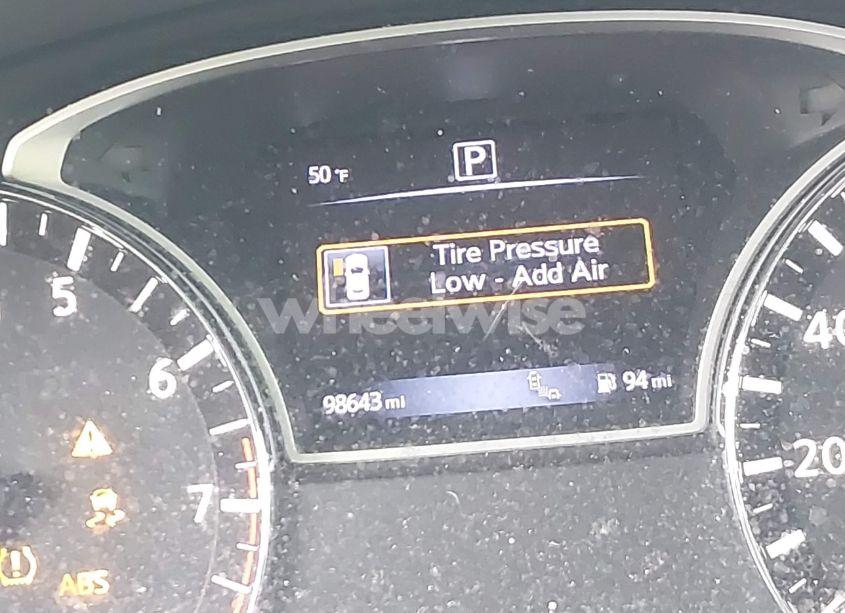 P
50 °F
Tire Pressure
Low - Add Air
wheelwise
98643 mi
94 mi
5
6
7
ABS
40
20